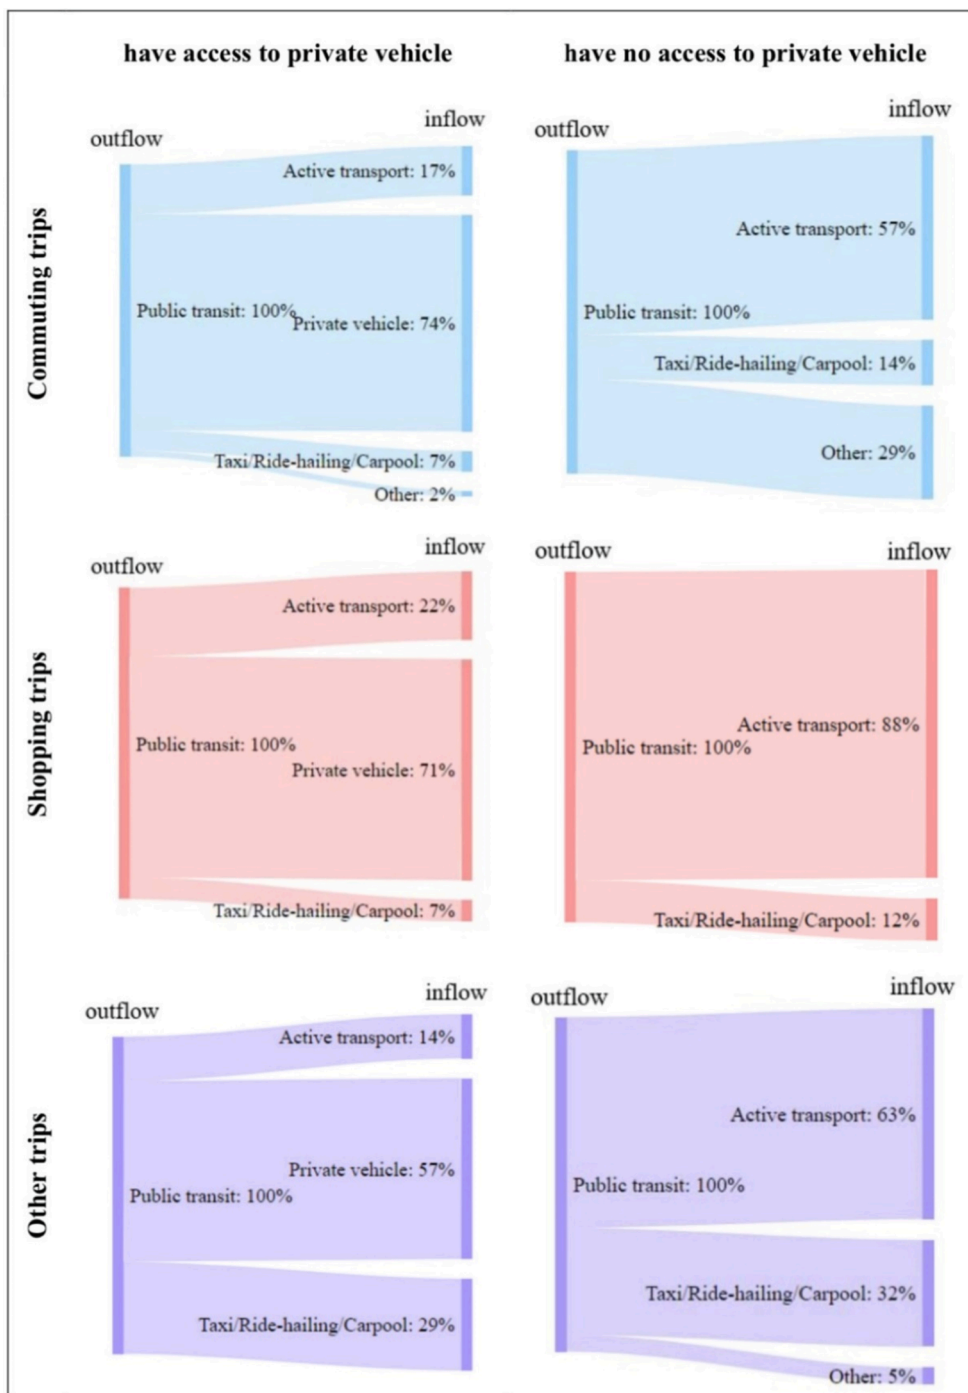 have access to private vehicle
have no access to private vehicle
Commuting trips
outflow
inflow
Active transport: 17%
Public transit: 100%
Private vehicle: 74%
Taxi/Ride-hailing/Carpool: 7%
Other: 2%
outflow
inflow
Active transport: 57%
Public transit: 100%
Taxi/Ride-hailing/Carpool: 14%
Other: 29%
Shopping trips
outflow
inflow
Active transport: 22%
Public transit: 100%
Private vehicle: 71%
Taxi/Ride-hailing/Carpool: 7%
outflow
inflow
Active transport: 88%
Public transit: 100%
Taxi/Ride-hailing/Carpool: 12%
Other trips
outflow
inflow
Active transport: 14%
Private vehicle: 57%
Public transit: 100%
Taxi/Ride-hailing/Carpool: 29%
outflow
inflow
Active transport: 63%
Public transit: 100%
Taxi/Ride-hailing/Carpool: 32%
Other: 5%